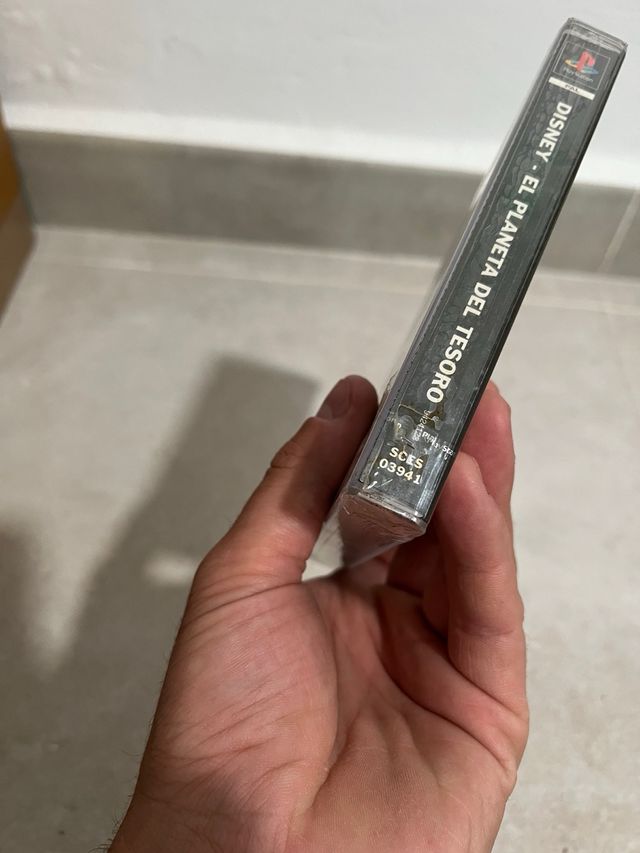 PlayStation
PAL
DISNEY - EL PLANETA DEL TESORO
SCES
03941